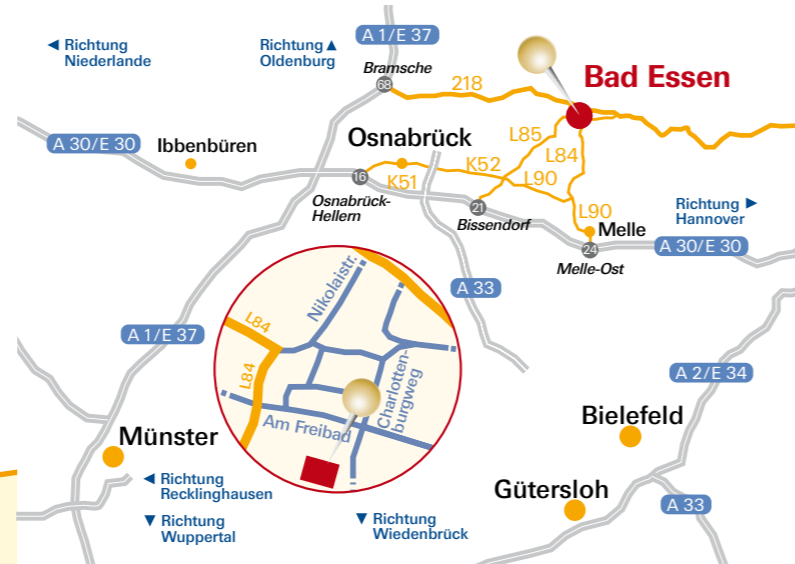 Richtung
Niederlande
Richtung
Oldenburg
A 1/E 37
Bramsche
68
218
Bad Essen
A 30/E 30
Ibbenbüren
Osnabrück
L85
L84
16
K51
K52
L90
Osnabrück-
Hellern
21
Bissendorf
L90
Melle
24
Melle-Ost
Richtung
Hannover
A 30/E 30
A 33
A 1/E 37
Nikolaistr.
L84
L84
Am Freibad
Charlotten-
burgweg
A 2/E 34
Bielefeld
Münster
Gütersloh
A 33
Richtung
Recklinghausen
Richtung
Wuppertal
Richtung
Wiedenbrück